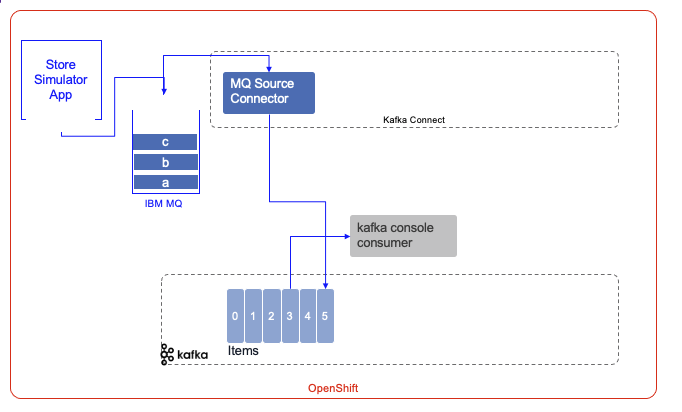 Store
Simulator
App
MQ Source
Connector
Kafka Connect
c
b
a
IBM MQ
kafka console
consumer
0 1 2 3 4 5
Items
kafka
OpenShift